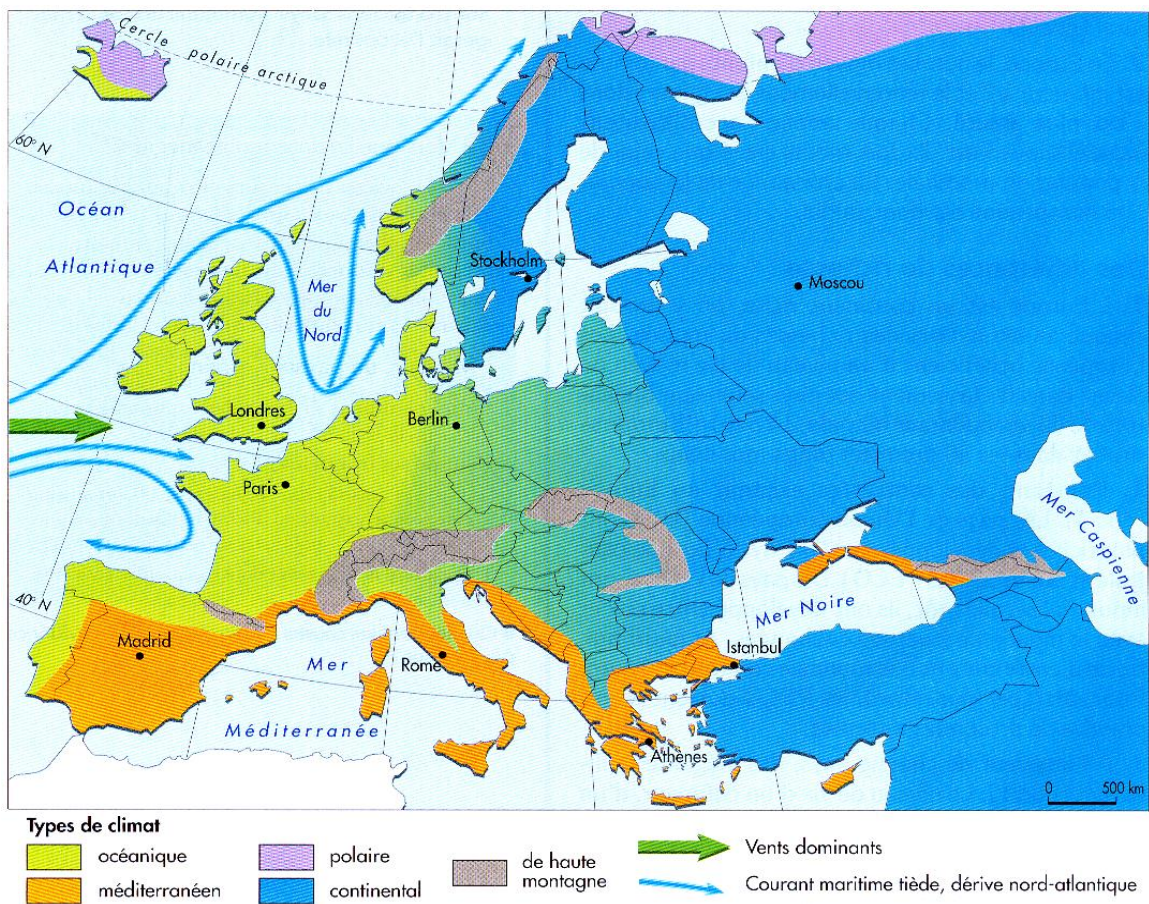 Cercle polaire arctique
60° N
Océan
Atlantique
Mer
du
Nord
Stockholm
Moscou
Londres
Berlin
Paris
Mer Caspienne
40° N
Mer Noire
Madrid
Mer
Rome
Istanbul
Méditerranée
Athènes
0 500 km
Types de climat
océanique
polaire
de haute
montagne
Vents dominants
méditerranéen
continental
Courant maritime tiède, dérive nord-atlantique